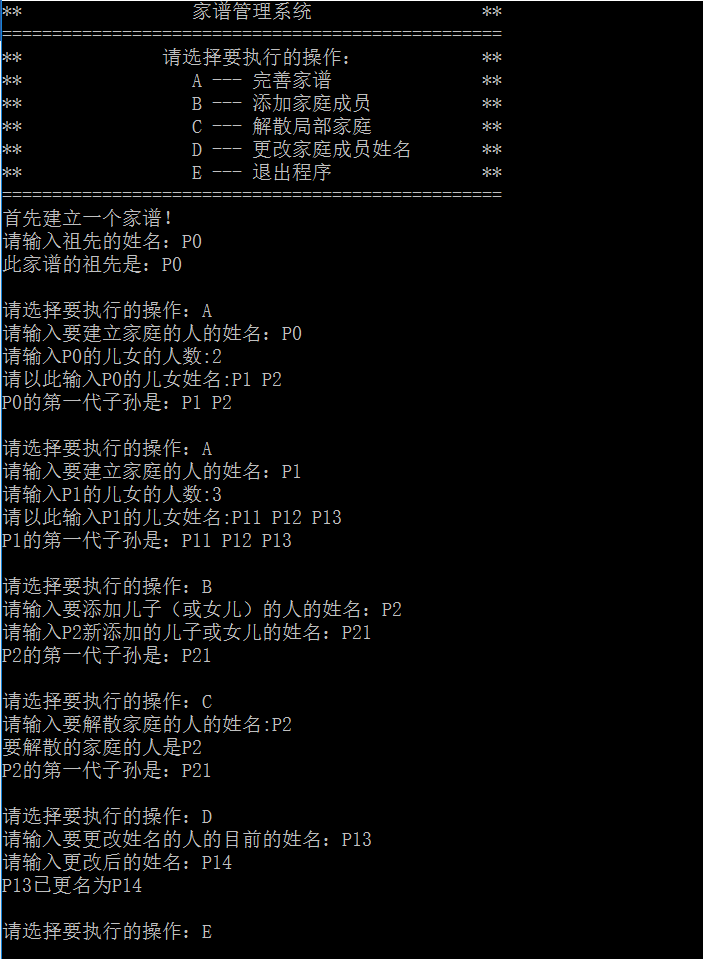 **                 家谱管理系统                 **
==================================================
**              请选择要执行的操作:             **
**                 A --- 完善家谱               **
**                 B --- 添加家庭成员           **
**                 C --- 解散局部家庭           **
**                 D --- 更改家庭成员姓名       **
**                 E --- 退出程序               **
==================================================
首先建立一个家谱!
请输入祖先的姓名: P0
此家谱的祖先是: P0
请选择要执行的操作: A
请输入要建立家庭的人的姓名: P0
请输入P0的儿女的人数:2
请以此输入P0的儿女姓名:P1 P2
P0的第一代子孙是: P1 P2
请选择要执行的操作: A
请输入要建立家庭的人的姓名: P1
请输入P1的儿女的人数:3
请以此输入P1的儿女姓名:P11 P12 P13
P1的第一代子孙是: P11 P12 P13
请选择要执行的操作: B
请输入要添加儿子（或女儿）的人的姓名: P2
请输入P2新添加的儿子或女儿的姓名: P21
P2的第一代子孙是: P21
请选择要执行的操作: C
请输入要解散家庭的人的姓名:P2
要解散的家庭的人是P2
P2的第一代子孙是: P21
请选择要执行的操作: D
请输入要更改姓名的人的目前的姓名: P13
请输入更改后的姓名: P14
P13已更名为P14
请选择要执行的操作: E